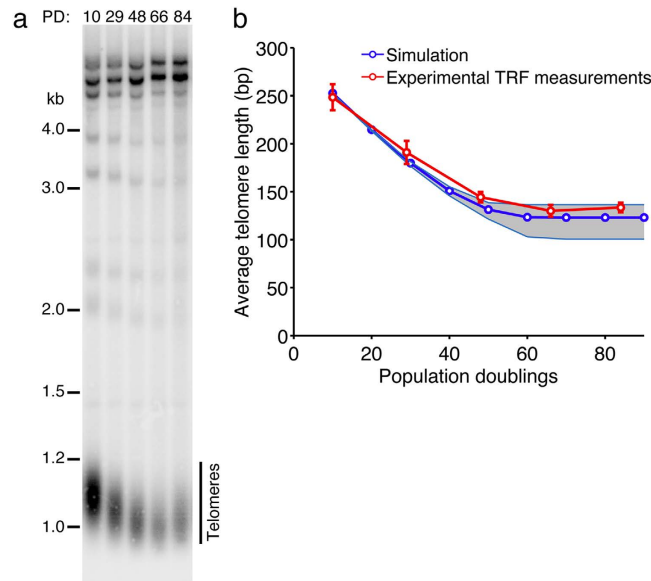 a
PD: 10 29 48 66 84
kb
4.0
3.0
2.0
1.5
1.2
1.0
Telomeres
b
Simulation
Experimental TRF measurements
Average telomere length (bp)
300
250
200
150
100
50
0
0 20 40 60 80
Population doublings